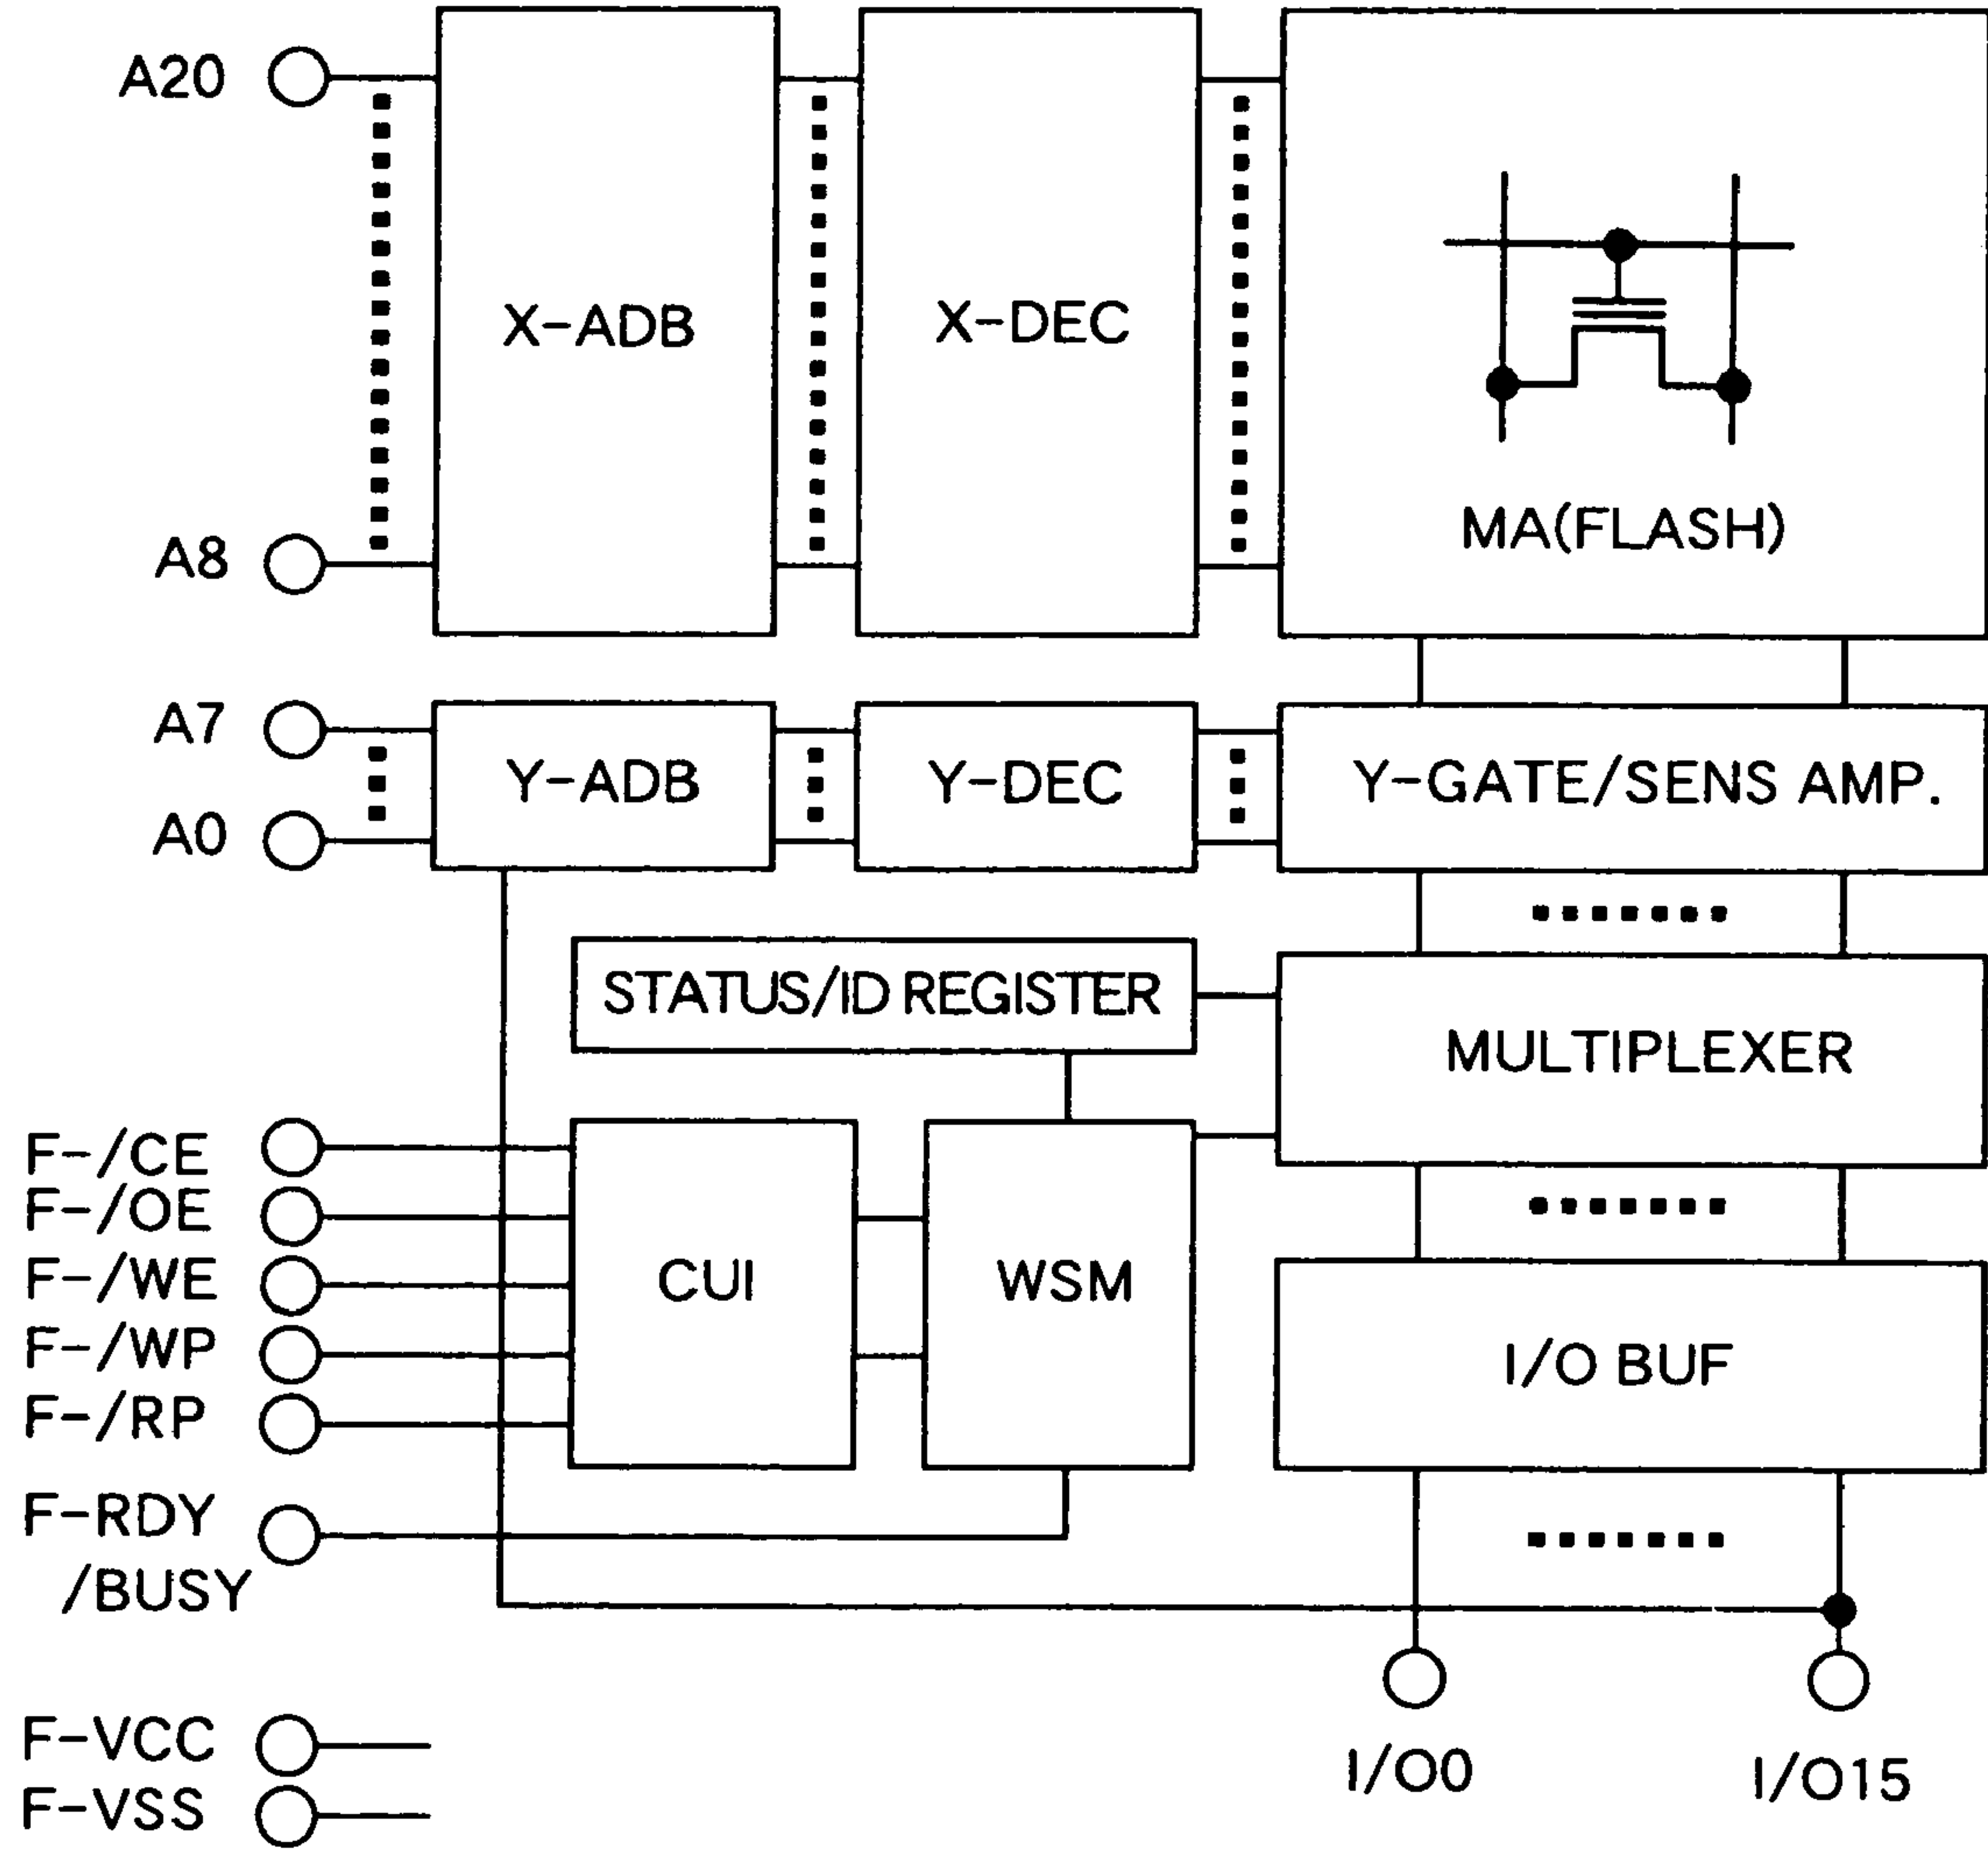 A20
X-ADB
X-DEC
MA(FLASH)
A8
A7
Y-ADB
Y-DEC
Y-GATE/SENS AMP.
A0
STATUS/ID REGISTER
MULTIPLEXER
F-/CE
F-/OE
F-/WE
CUI
WSM
F-/WP
I/O BUF
F-/RP
F-RDY
/BUSY
F-VCC
I/O0
I/O15
F-VSS